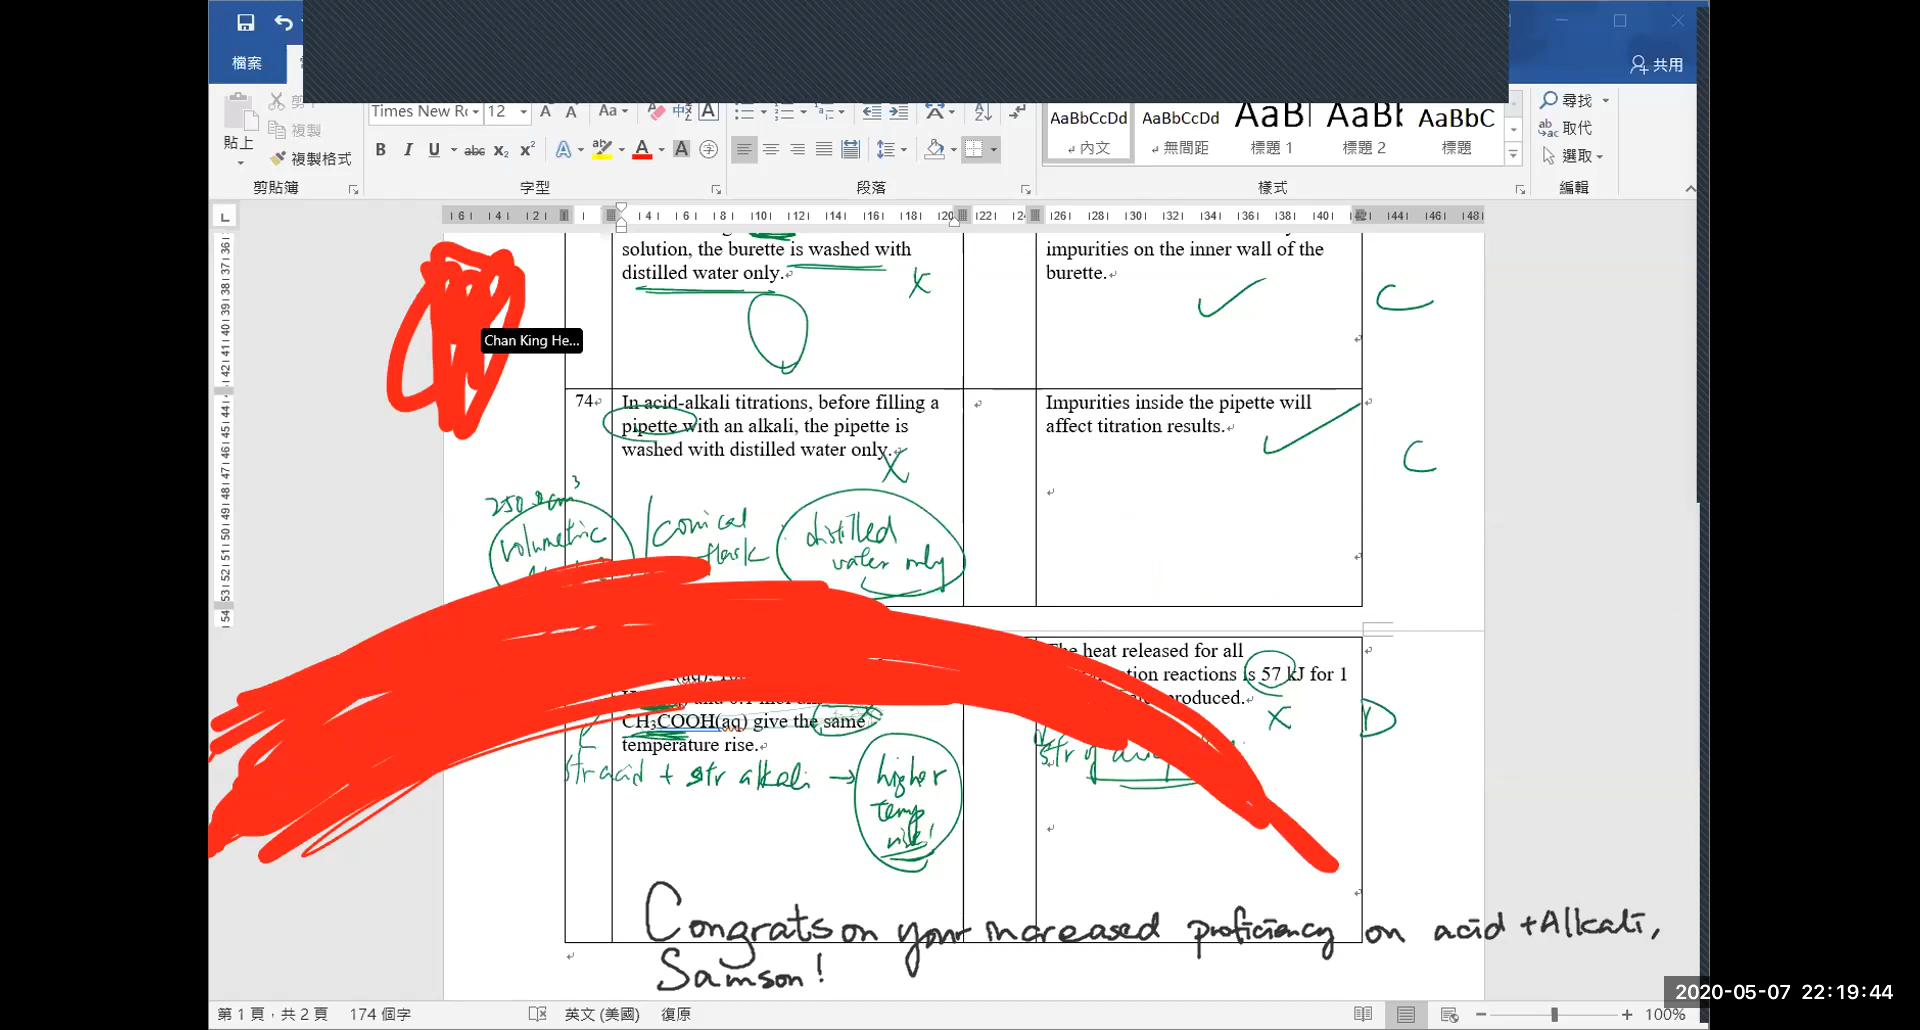 檔案
共用
貼上
剪
複製
複製格式
剪貼簿
Times New R
12
Aa
字型
段落
AaBbCcDd
內文
AaBbCcDd
無間距
標題 1
標題 2
AaBbC
標題
樣式
尋找
取代
選取
編輯
solution, the burette is washed with
distilled water only.
X
impurities on the inner wall of the
burette.
C
Chan King He...
74
In acid-alkali titrations, before filling a
pipette with an alkali, the pipette is
washed with distilled water only.
X
Impurities inside the pipette will
affect titration results.
C
volumetric
conical
flask
distilled
water only
heat released for all
reactions is 57 kJ for 1
X
D
CH₃COOH(aq) give the same
temperature rise.
str acid + str alkali → higher
temp
rise!
str of
Congrats on your increased proficiency on acid + Alkali,
Samson!
2020-05-07 22:19:44
第 1 頁，共 2 頁
174 個字
英文 (美國)
復原
100%